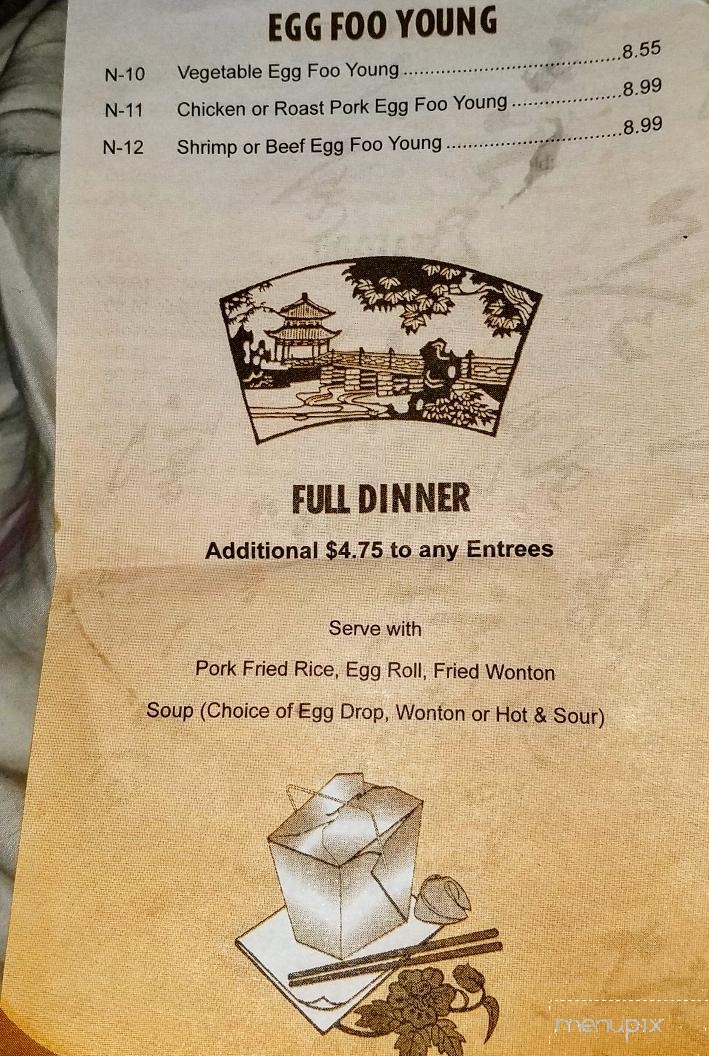 EGG FOO YOUNG
N-10 Vegetable Egg Foo Young ........................................8.55
N-11 Chicken or Roast Pork Egg Foo Young ....................8.99
N-12 Shrimp or Beef Egg Foo Young ................................8.99
FULL DINNER
Additional $4.75 to any Entrees
Serve with
Pork Fried Rice, Egg Roll, Fried Wonton
Soup (Choice of Egg Drop, Wonton or Hot & Sour)
menupix